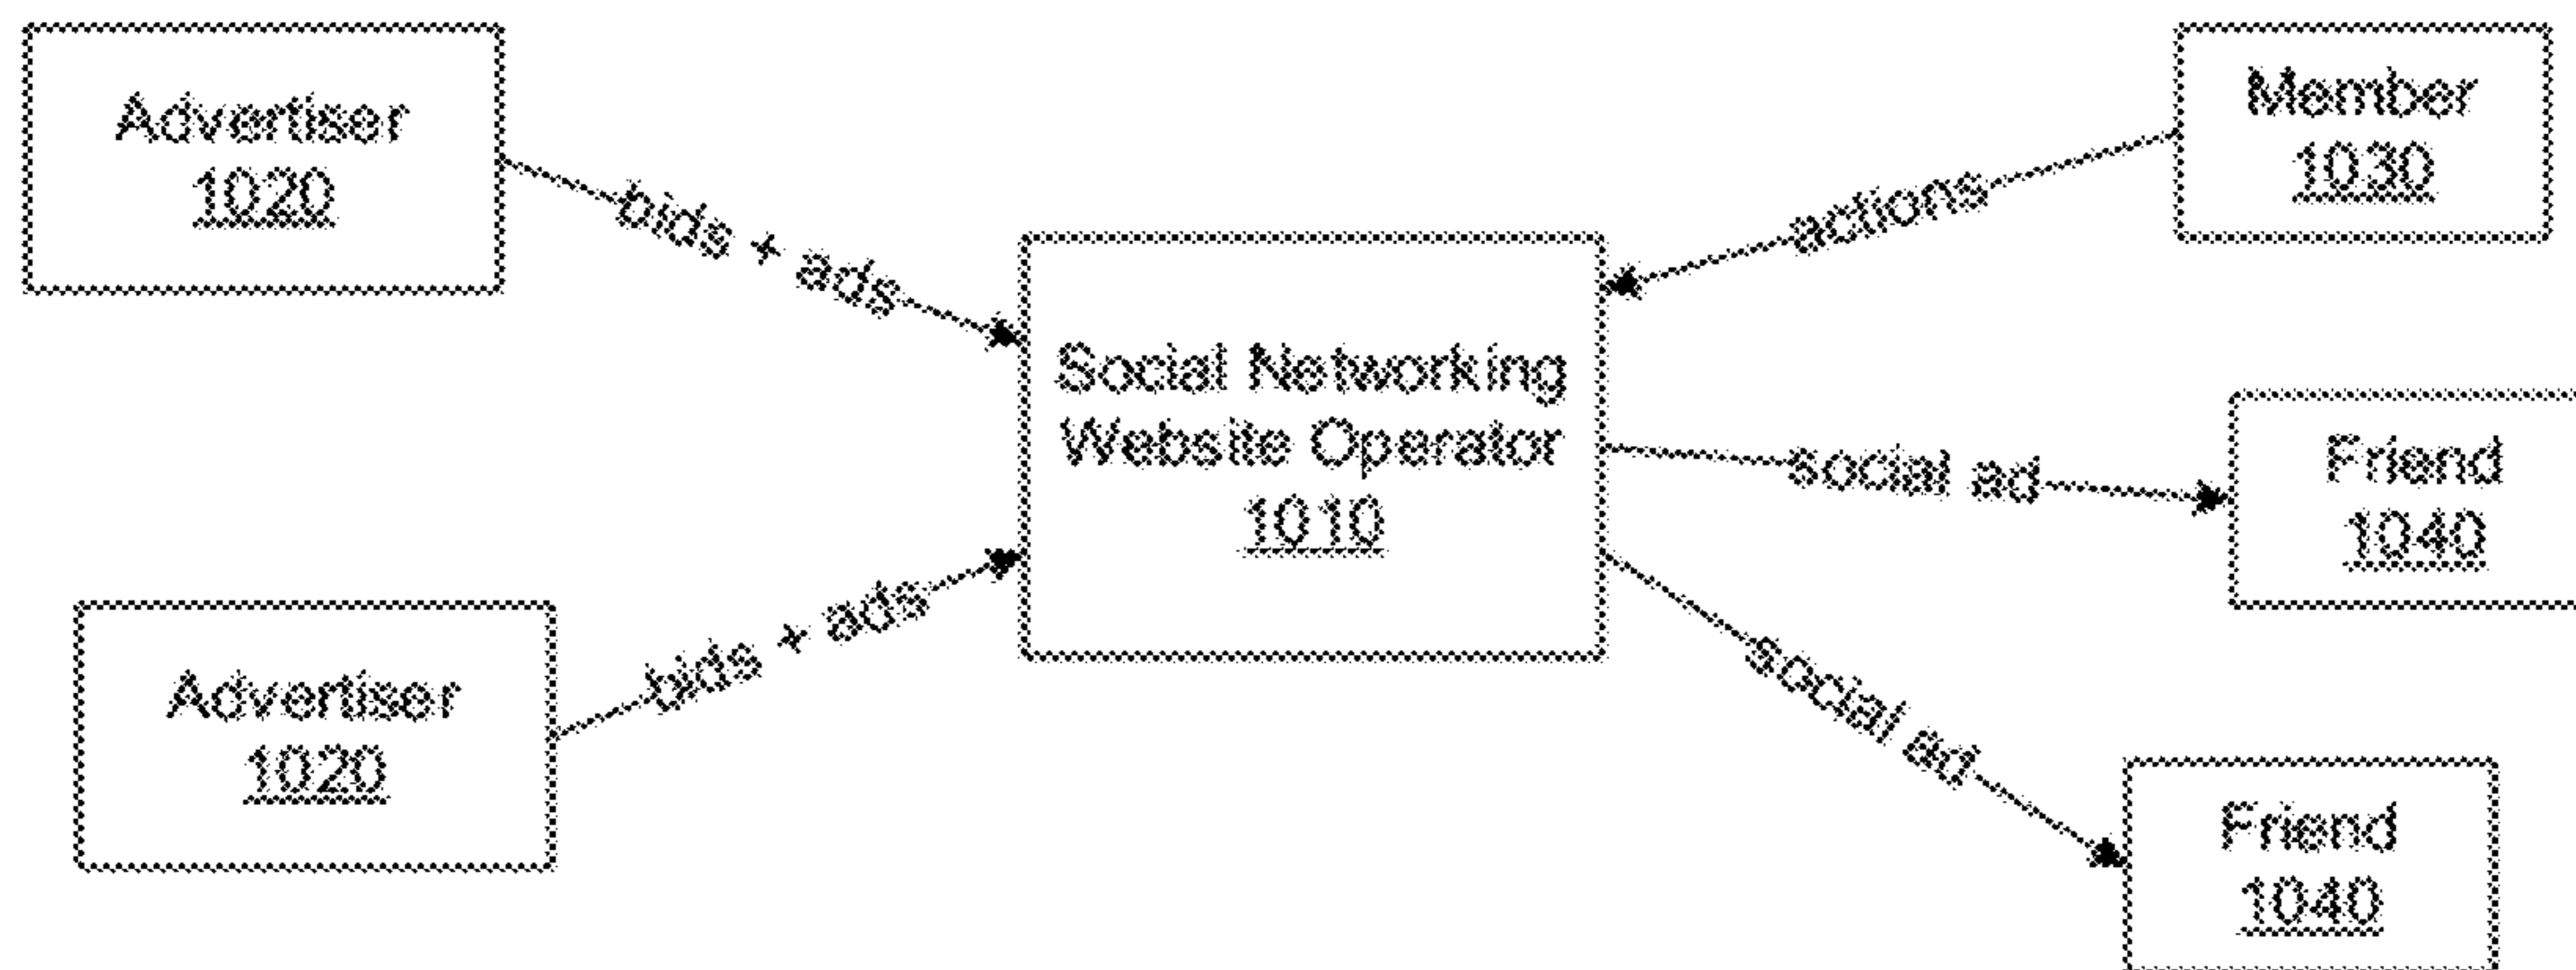 Advertiser
1020
bids + ads
Advertiser
1020
bids + ads
Social Networking
Website Operator
1010
Member
1030
actions
Friend
1040
social ad
Friend
1040
social ad